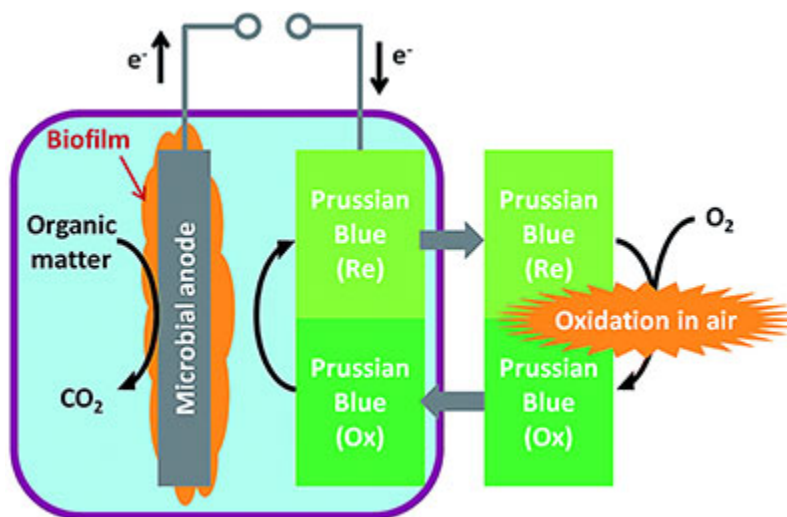 e-
e-
Biofilm
Organic
matter
CO2
Microbial anode
Prussian
Blue
(Re)
Prussian
Blue
(Ox)
Prussian
Blue
(Re)
Prussian
Blue
(Ox)
O2
Oxidation in air